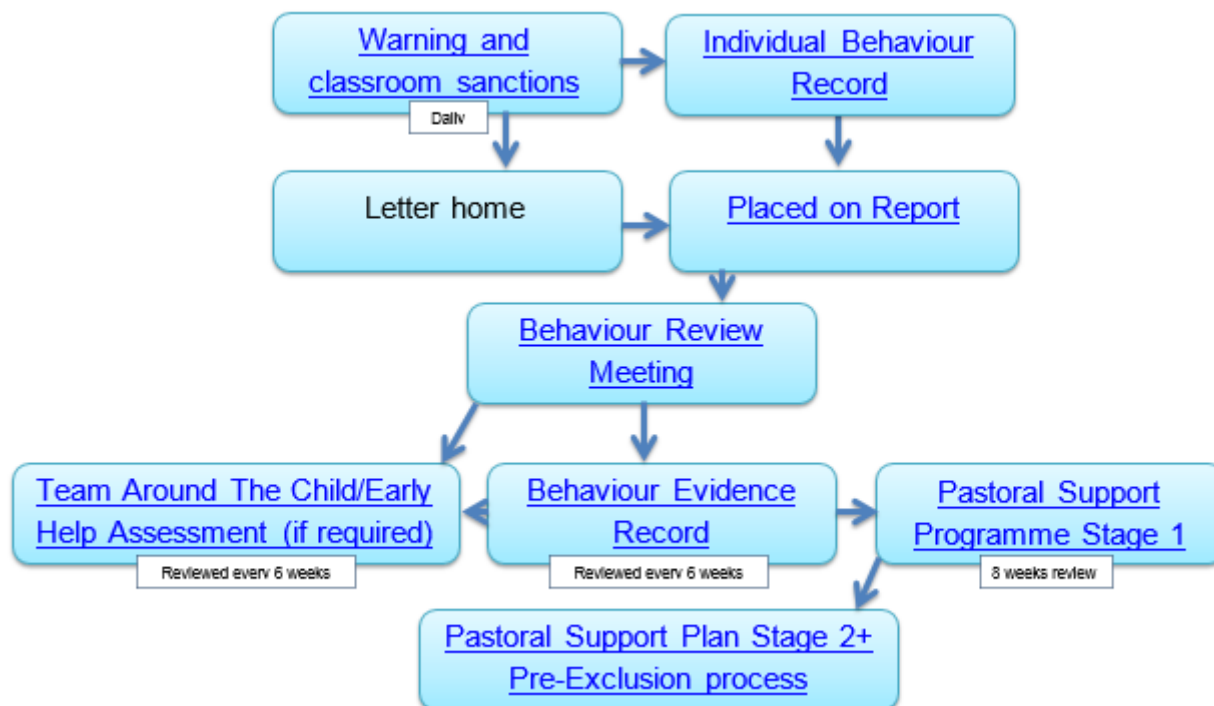 Warning and
classroom sanctions
Daily
Individual Behaviour
Record
Letter home
Placed on Report
Behaviour Review
Meeting
Team Around The Child/Early
Help Assessment (if required)
Reviewed every 6 weeks
Behaviour Evidence
Record
Reviewed every 6 weeks
Pastoral Support
Programme Stage 1
8 weeks review
Pastoral Support Plan Stage 2+
Pre-Exclusion process